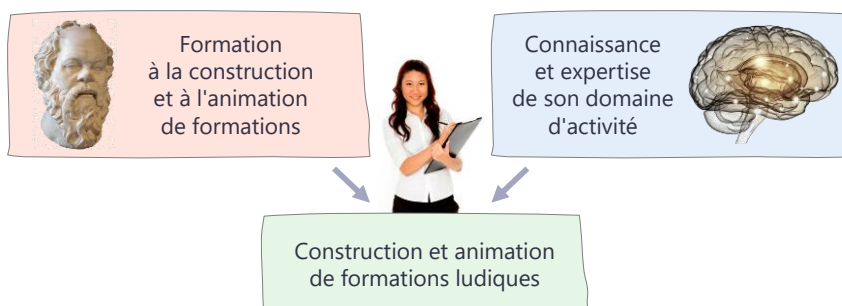 Formation
à la construction
et à l'animation
de formations
Connaissance
et expertise
de son domaine
d'activité
Construction et animation
de formations ludiques